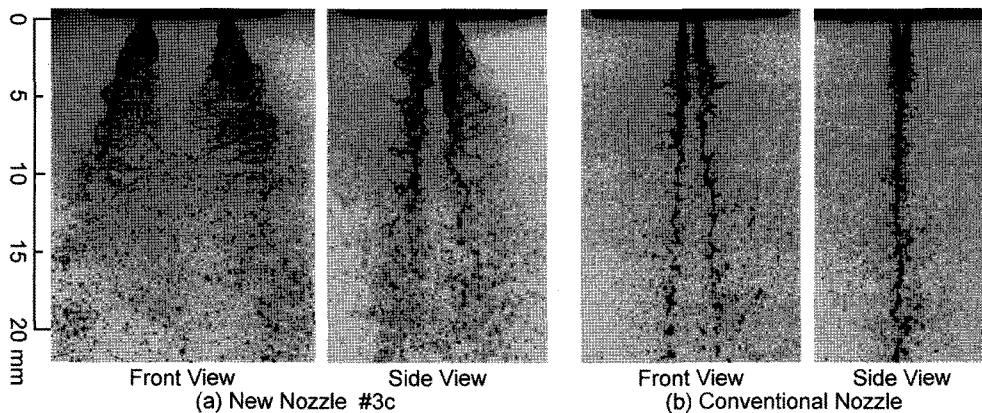 0
5
10
15
20 mm
Front View
Side View
Front View
Side View
(a) New Nozzle #3c
(b) Conventional Nozzle